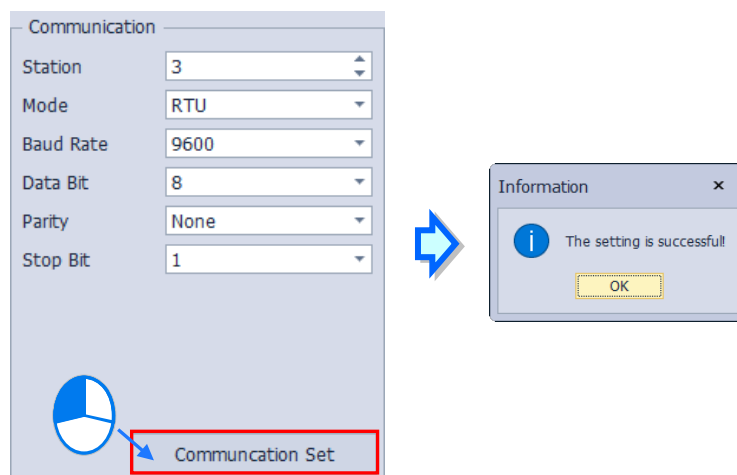 Communication
Station 3
Mode RTU
Baud Rate 9600
Data Bit 8
Parity None
Stop Bit 1
Communcation Set
Information x
i The setting is successful!
OK